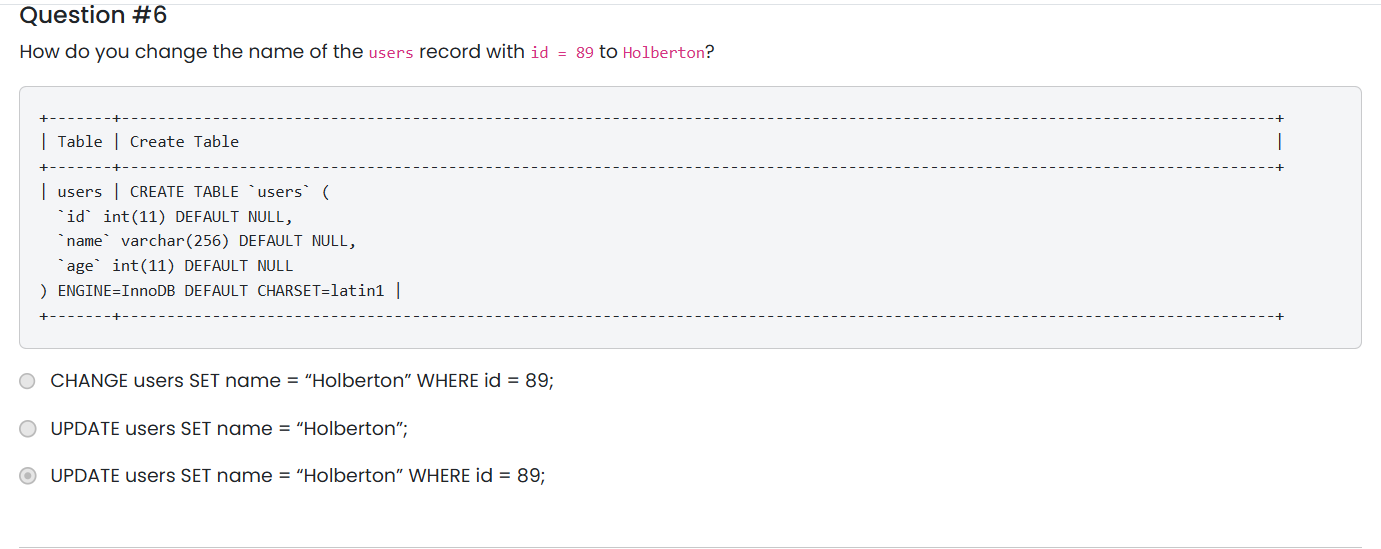 Question #6
How do you change the name of the users record with id = 89 to Holberton?
+-------+--------------------------------------------------------------------------------------------------------------------------------+
| Table | Create Table                                                                                                                   |
+-------+--------------------------------------------------------------------------------------------------------------------------------+
| users | CREATE TABLE `users` (
  `id` int(11) DEFAULT NULL,
  `name` varchar(256) DEFAULT NULL,
  `age` int(11) DEFAULT NULL
) ENGINE=InnoDB DEFAULT CHARSET=latin1 |
+-------+--------------------------------------------------------------------------------------------------------------------------------+
CHANGE users SET name = “Holberton” WHERE id = 89;
UPDATE users SET name = “Holberton”;
UPDATE users SET name = “Holberton” WHERE id = 89;